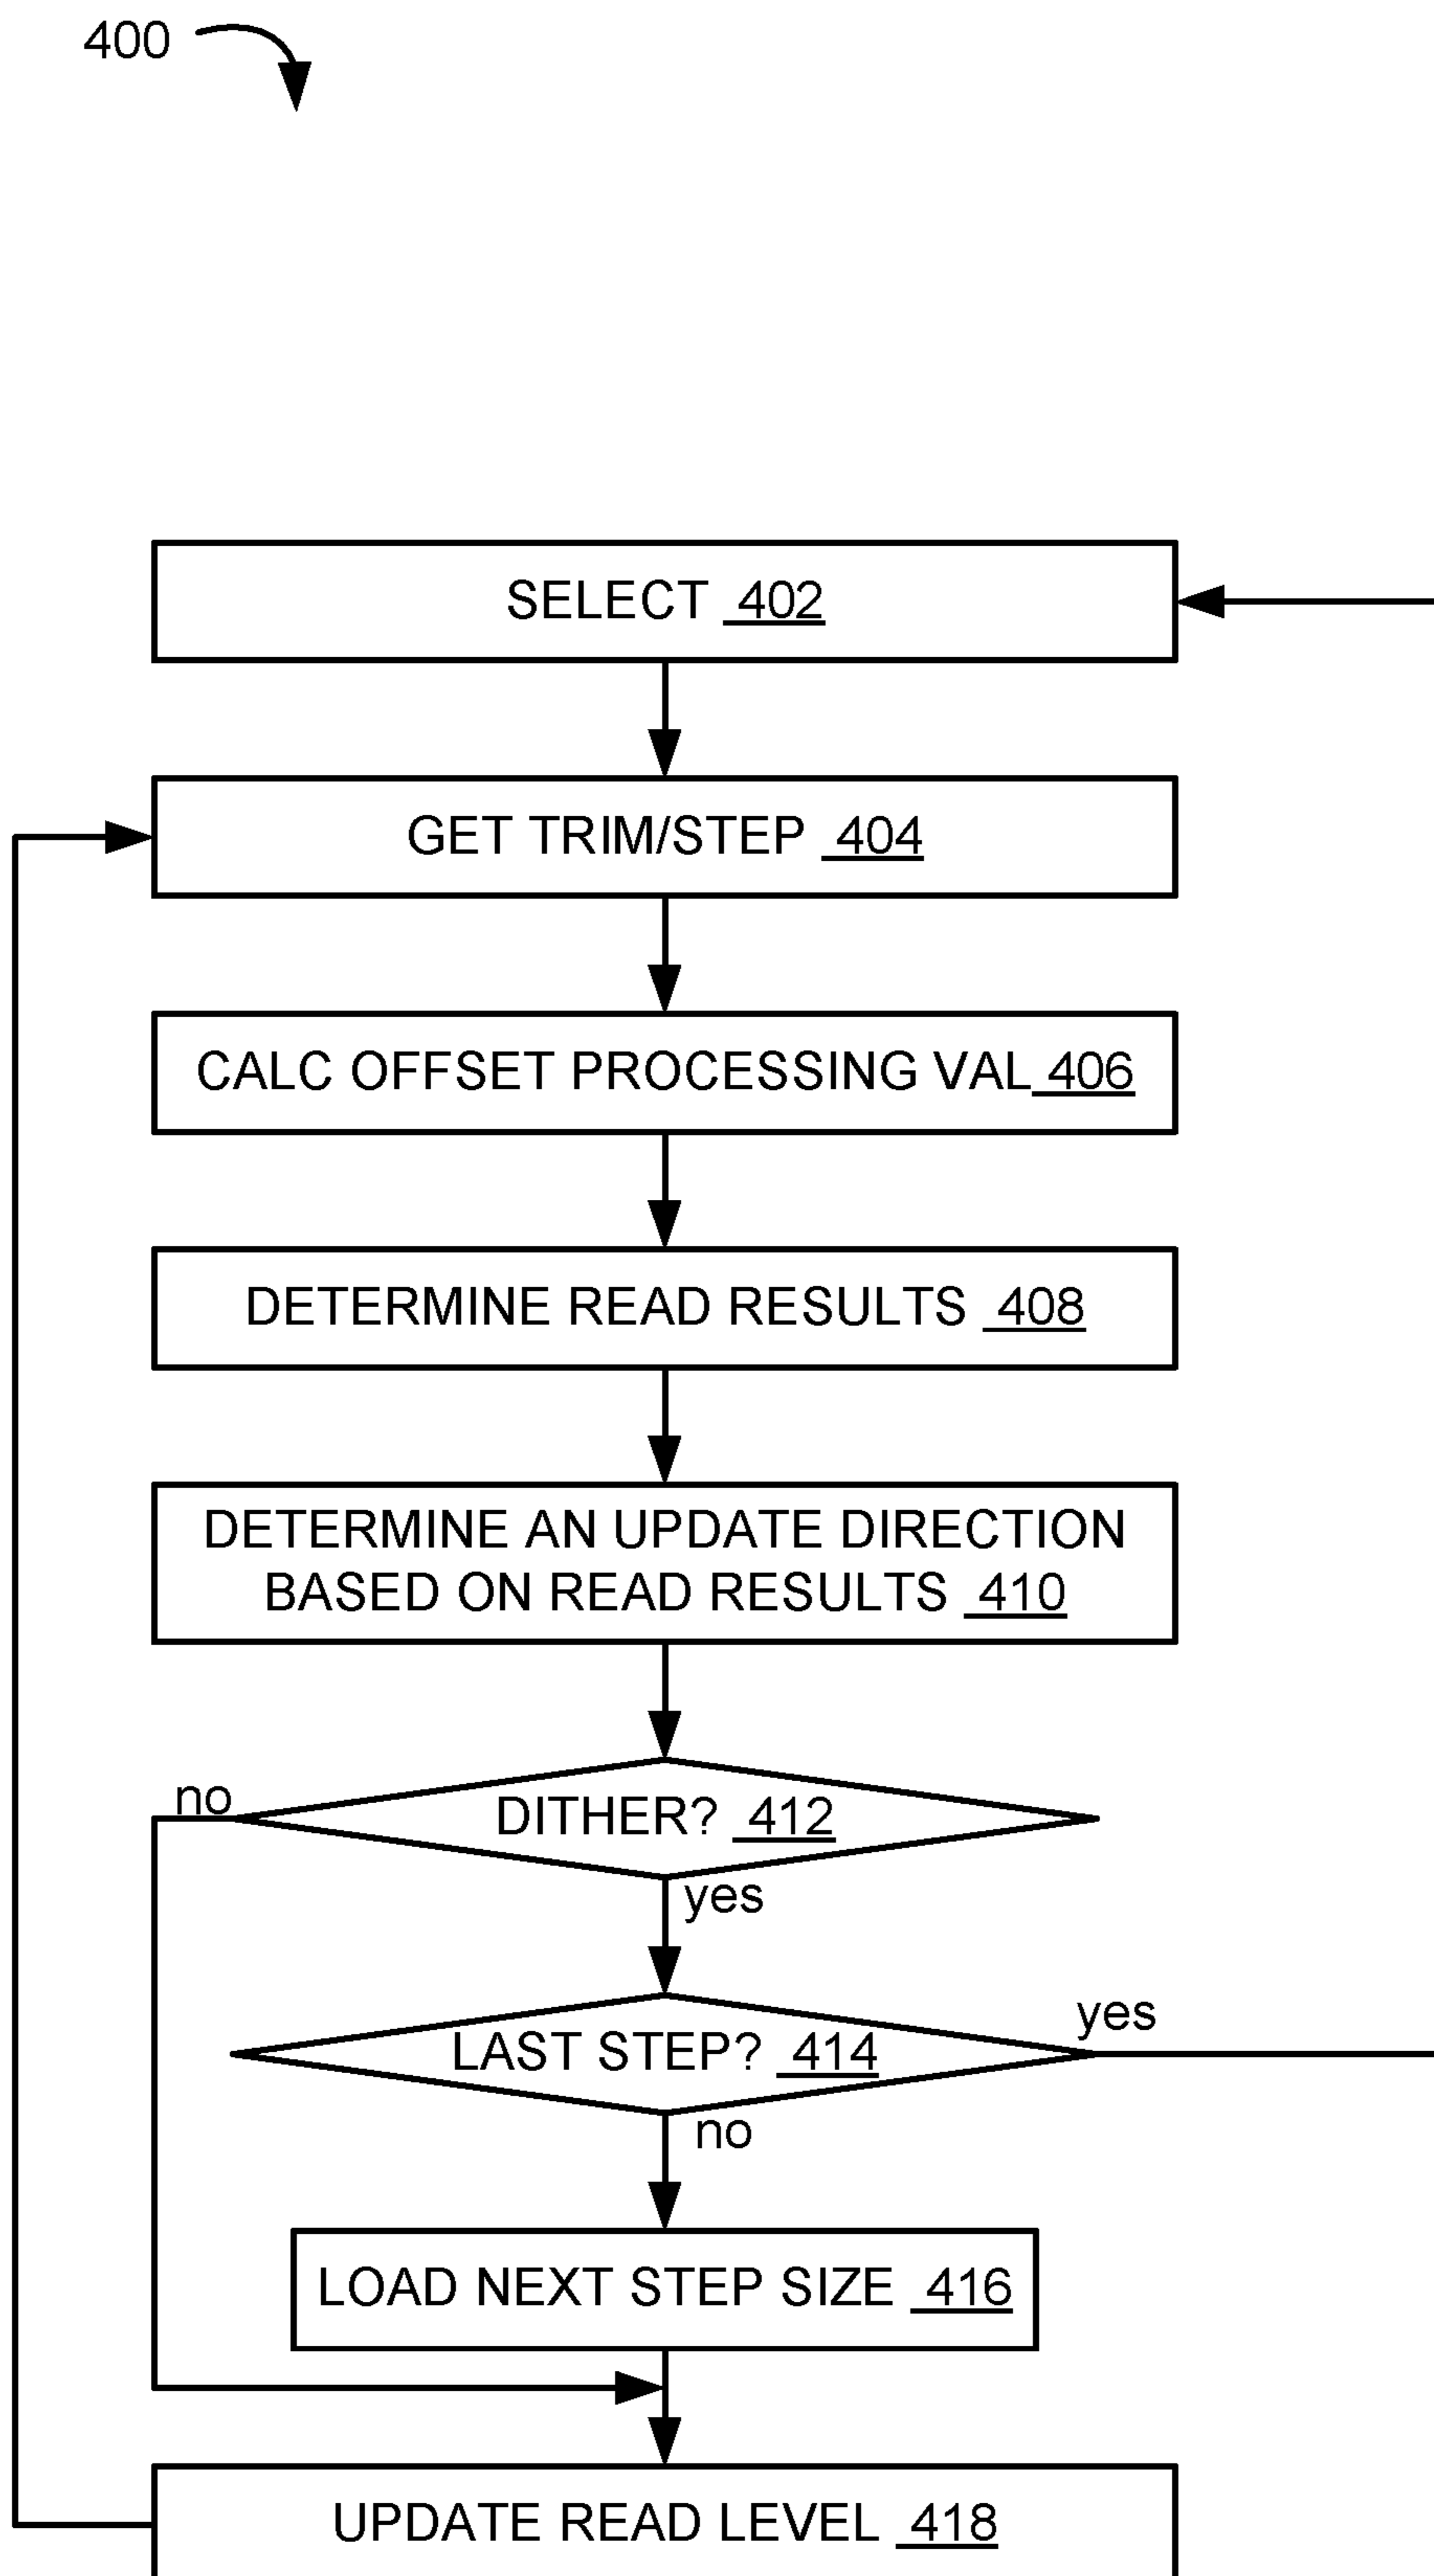 400
SELECT 402
GET TRIM/STEP 404
CALC OFFSET PROCESSING VAL 406
DETERMINE READ RESULTS 408
DETERMINE AN UPDATE DIRECTION
BASED ON READ RESULTS 410
no
DITHER? 412
yes
yes
LAST STEP? 414
no
LOAD NEXT STEP SIZE 416
UPDATE READ LEVEL 418